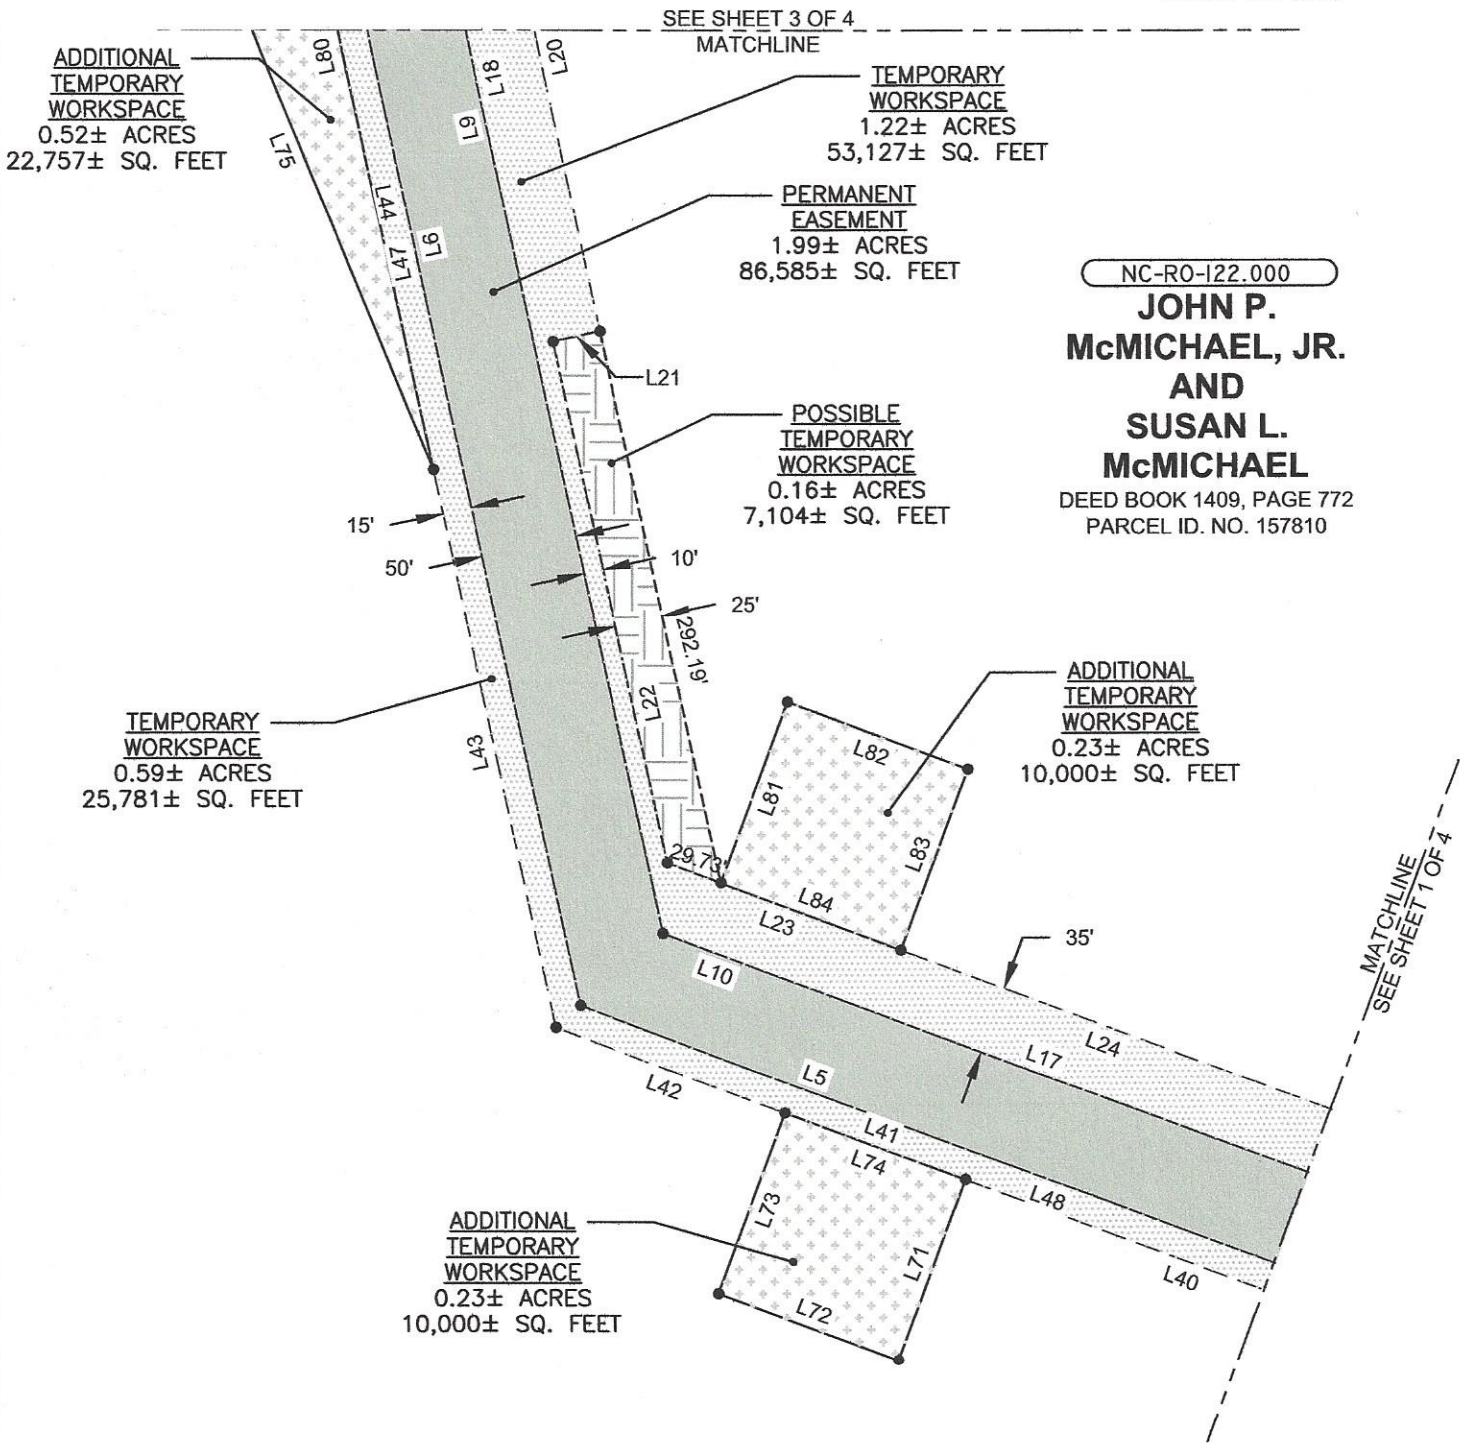 SEE SHEET 3 OF 4
MATCHLINE
ADDITIONAL
TEMPORARY
WORKSPACE
0.52± ACRES
22,757± SQ. FEET
L80
L75
L44
L47
L6
L9
L18
L20
TEMPORARY
WORKSPACE
1.22± ACRES
53,127± SQ. FEET
PERMANENT
EASEMENT
1.99± ACRES
86,585± SQ. FEET
NC-RO-122.000
JOHN P.
McMICHAEL, JR.
AND
SUSAN L.
McMICHAEL
DEED BOOK 1409, PAGE 772
PARCEL ID. NO. 157810
L21
POSSIBLE
TEMPORARY
WORKSPACE
0.16± ACRES
7,104± SQ. FEET
15'
50'
10'
25'
292.19'
L22
L43
TEMPORARY
WORKSPACE
0.59± ACRES
25,781± SQ. FEET
ADDITIONAL
TEMPORARY
WORKSPACE
0.23± ACRES
10,000± SQ. FEET
L82
L81
L83
L84
29.73'
L23
35'
L10
L24
L17
MATCHLINE
SEE SHEET 1 OF 4
L5
L42
L41
L74
L48
L40
L73
L71
L72
ADDITIONAL
TEMPORARY
WORKSPACE
0.23± ACRES
10,000± SQ. FEET